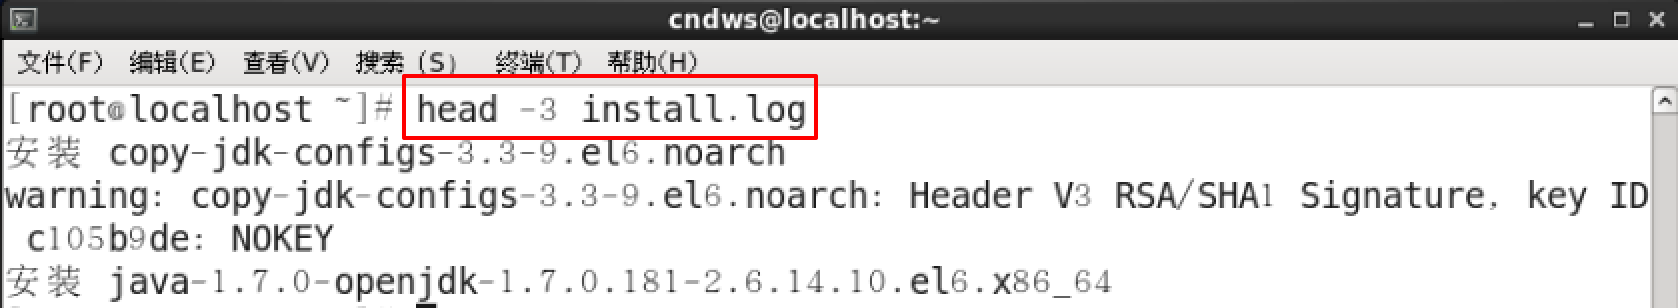 cndws@localhost:~
文件(F) 编辑(E) 查看(V) 搜索 (S) 终端(T) 帮助(H)
[root@localhost ~]# head -3 install.log
安装 copy-jdk-configs-3.3-9.el6.noarch
warning: copy-jdk-configs-3.3-9.el6.noarch: Header V3 RSA/SHA1 Signature, key ID
c105b9de: NOKEY
安装 java-1.7.0-openjdk-1.7.0.181-2.6.14.10.el6.x86_64